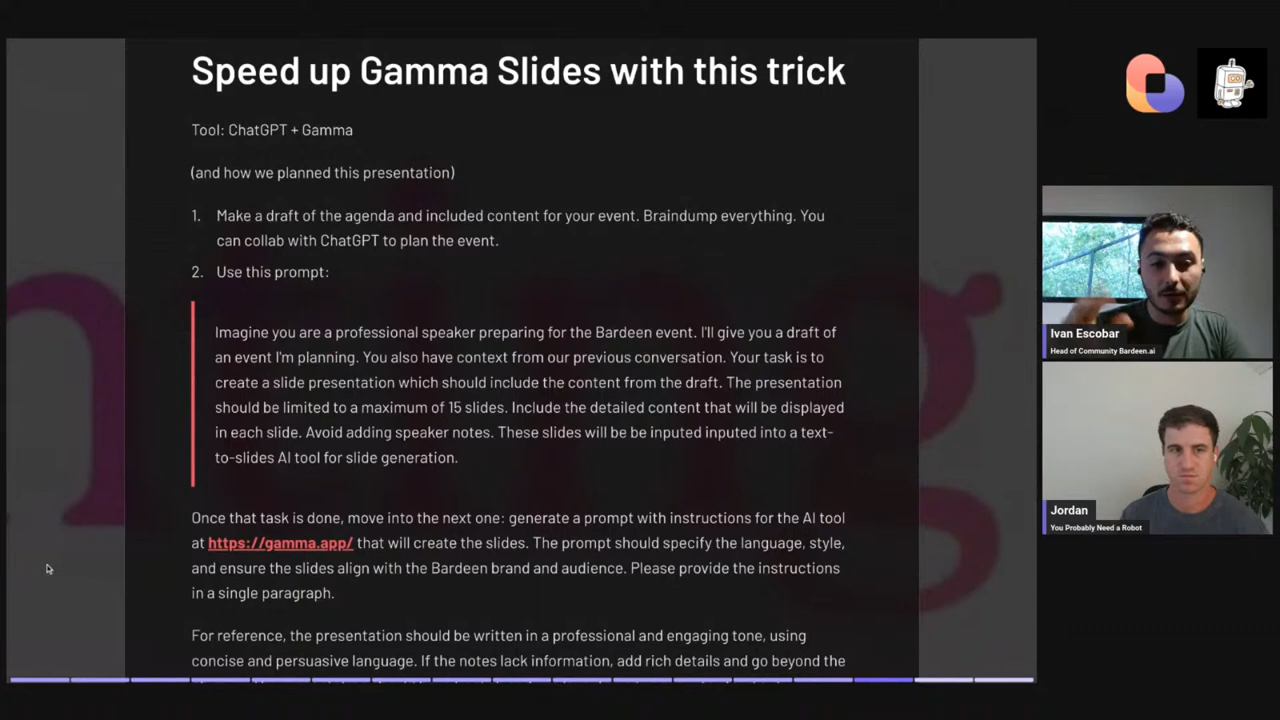 Speed up Gamma Slides with this trick
Tool: ChatGPT + Gamma
(and how we planned this presentation)
1. Make a draft of the agenda and included content for your event. Braindump everything. You
can collab with ChatGPT to plan the event.
2. Use this prompt:
Imagine you are a professional speaker preparing for the Bardeen event. I'll give you a draft of
an event I'm planning. You also have context from our previous conversation. Your task is to
create a slide presentation which should include the content from the draft. The presentation
should be limited to a maximum of 15 slides. Include the detailed content that will be displayed
in each slide. Avoid adding speaker notes. These slides will be be inputed inputed into a text-
to-slides AI tool for slide generation.
Once that task is done, move into the next one: generate a prompt with instructions for the AI tool
at https://gamma.app/ that will create the slides. The prompt should specify the language, style,
and ensure the slides align with the Bardeen brand and audience. Please provide the instructions
in a single paragraph.
For reference, the presentation should be written in a professional and engaging tone, using
concise and persuasive language. If the notes lack information, add rich details and go beyond the
Ivan Escobar
Head of Community Bardeen.ai
Jordan
You Probably Need a Robot